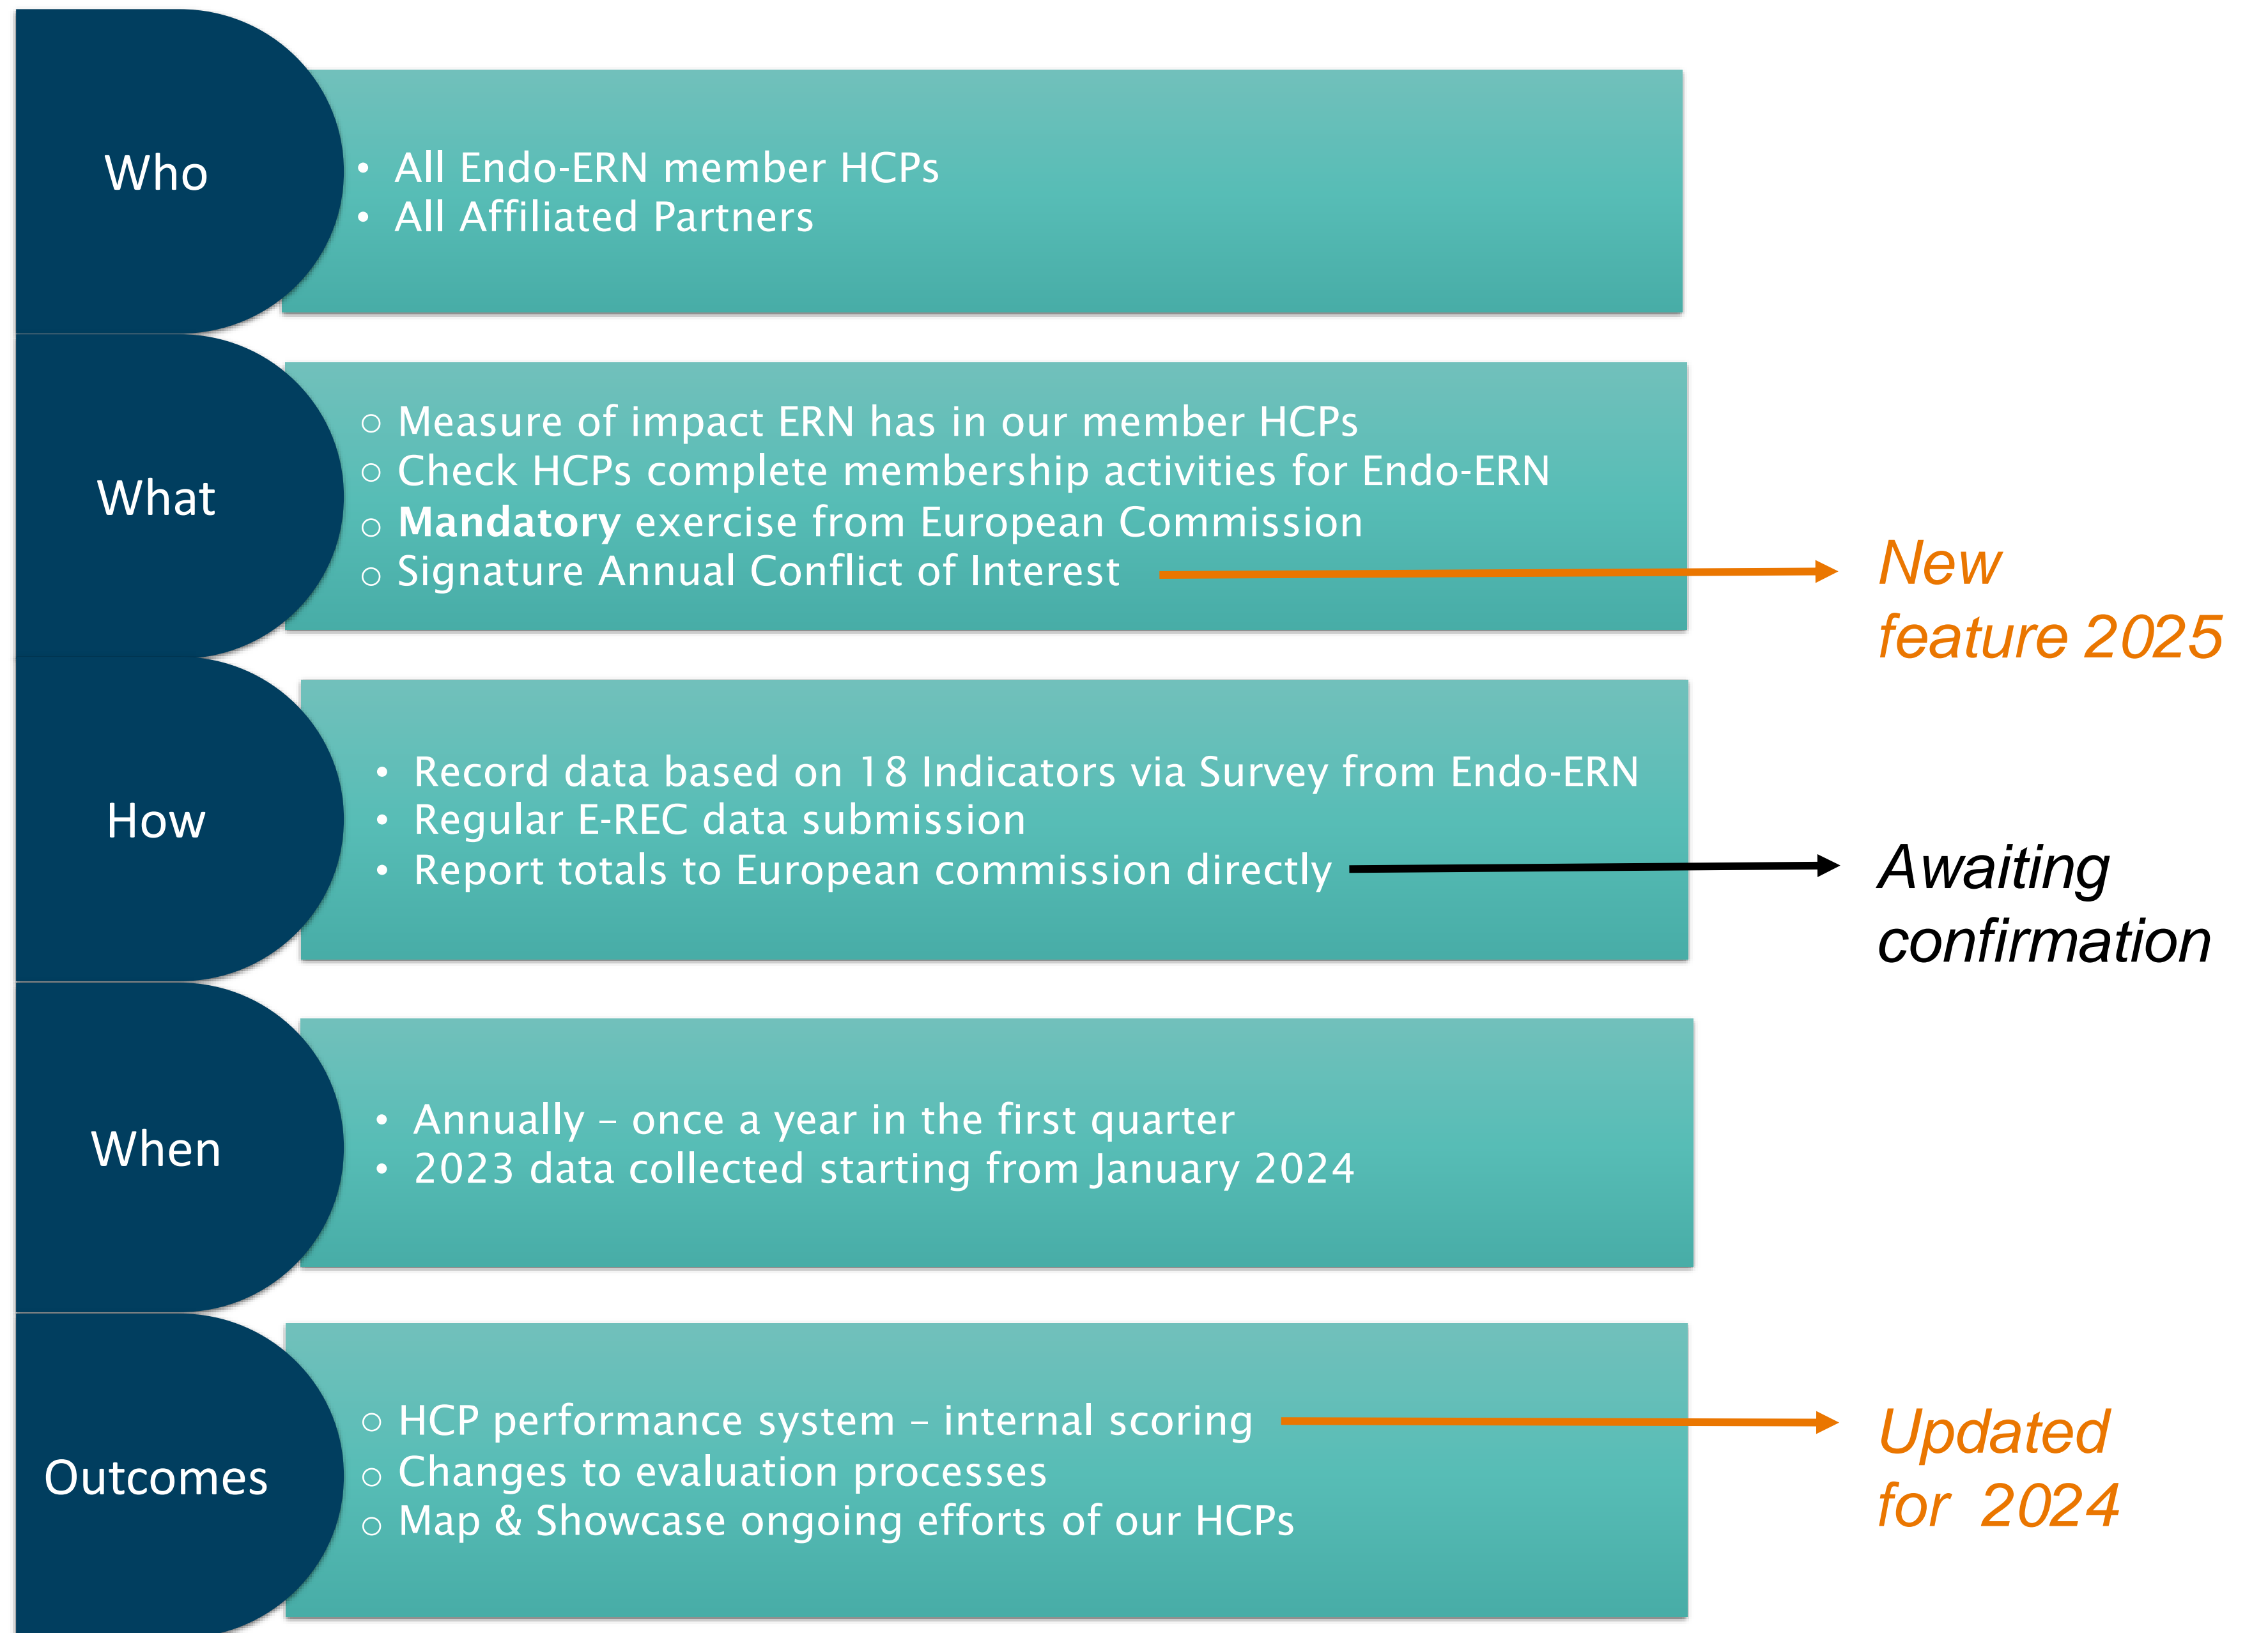 Who
• All Endo-ERN member HCPs
• All Affiliated Partners
What
○ Measure of impact ERN has in our member HCPs
○ Check HCPs complete membership activities for Endo-ERN
○ Mandatory exercise from European Commission
○ Signature Annual Conflict of Interest
New
feature 2025
How
• Record data based on 18 Indicators via Survey from Endo-ERN
• Regular E-REC data submission
• Report totals to European commission directly
Awaiting
confirmation
When
• Annually – once a year in the first quarter
• 2023 data collected starting from January 2024
Outcomes
○ HCP performance system – internal scoring
○ Changes to evaluation processes
○ Map & Showcase ongoing efforts of our HCPs
Updated
for 2024